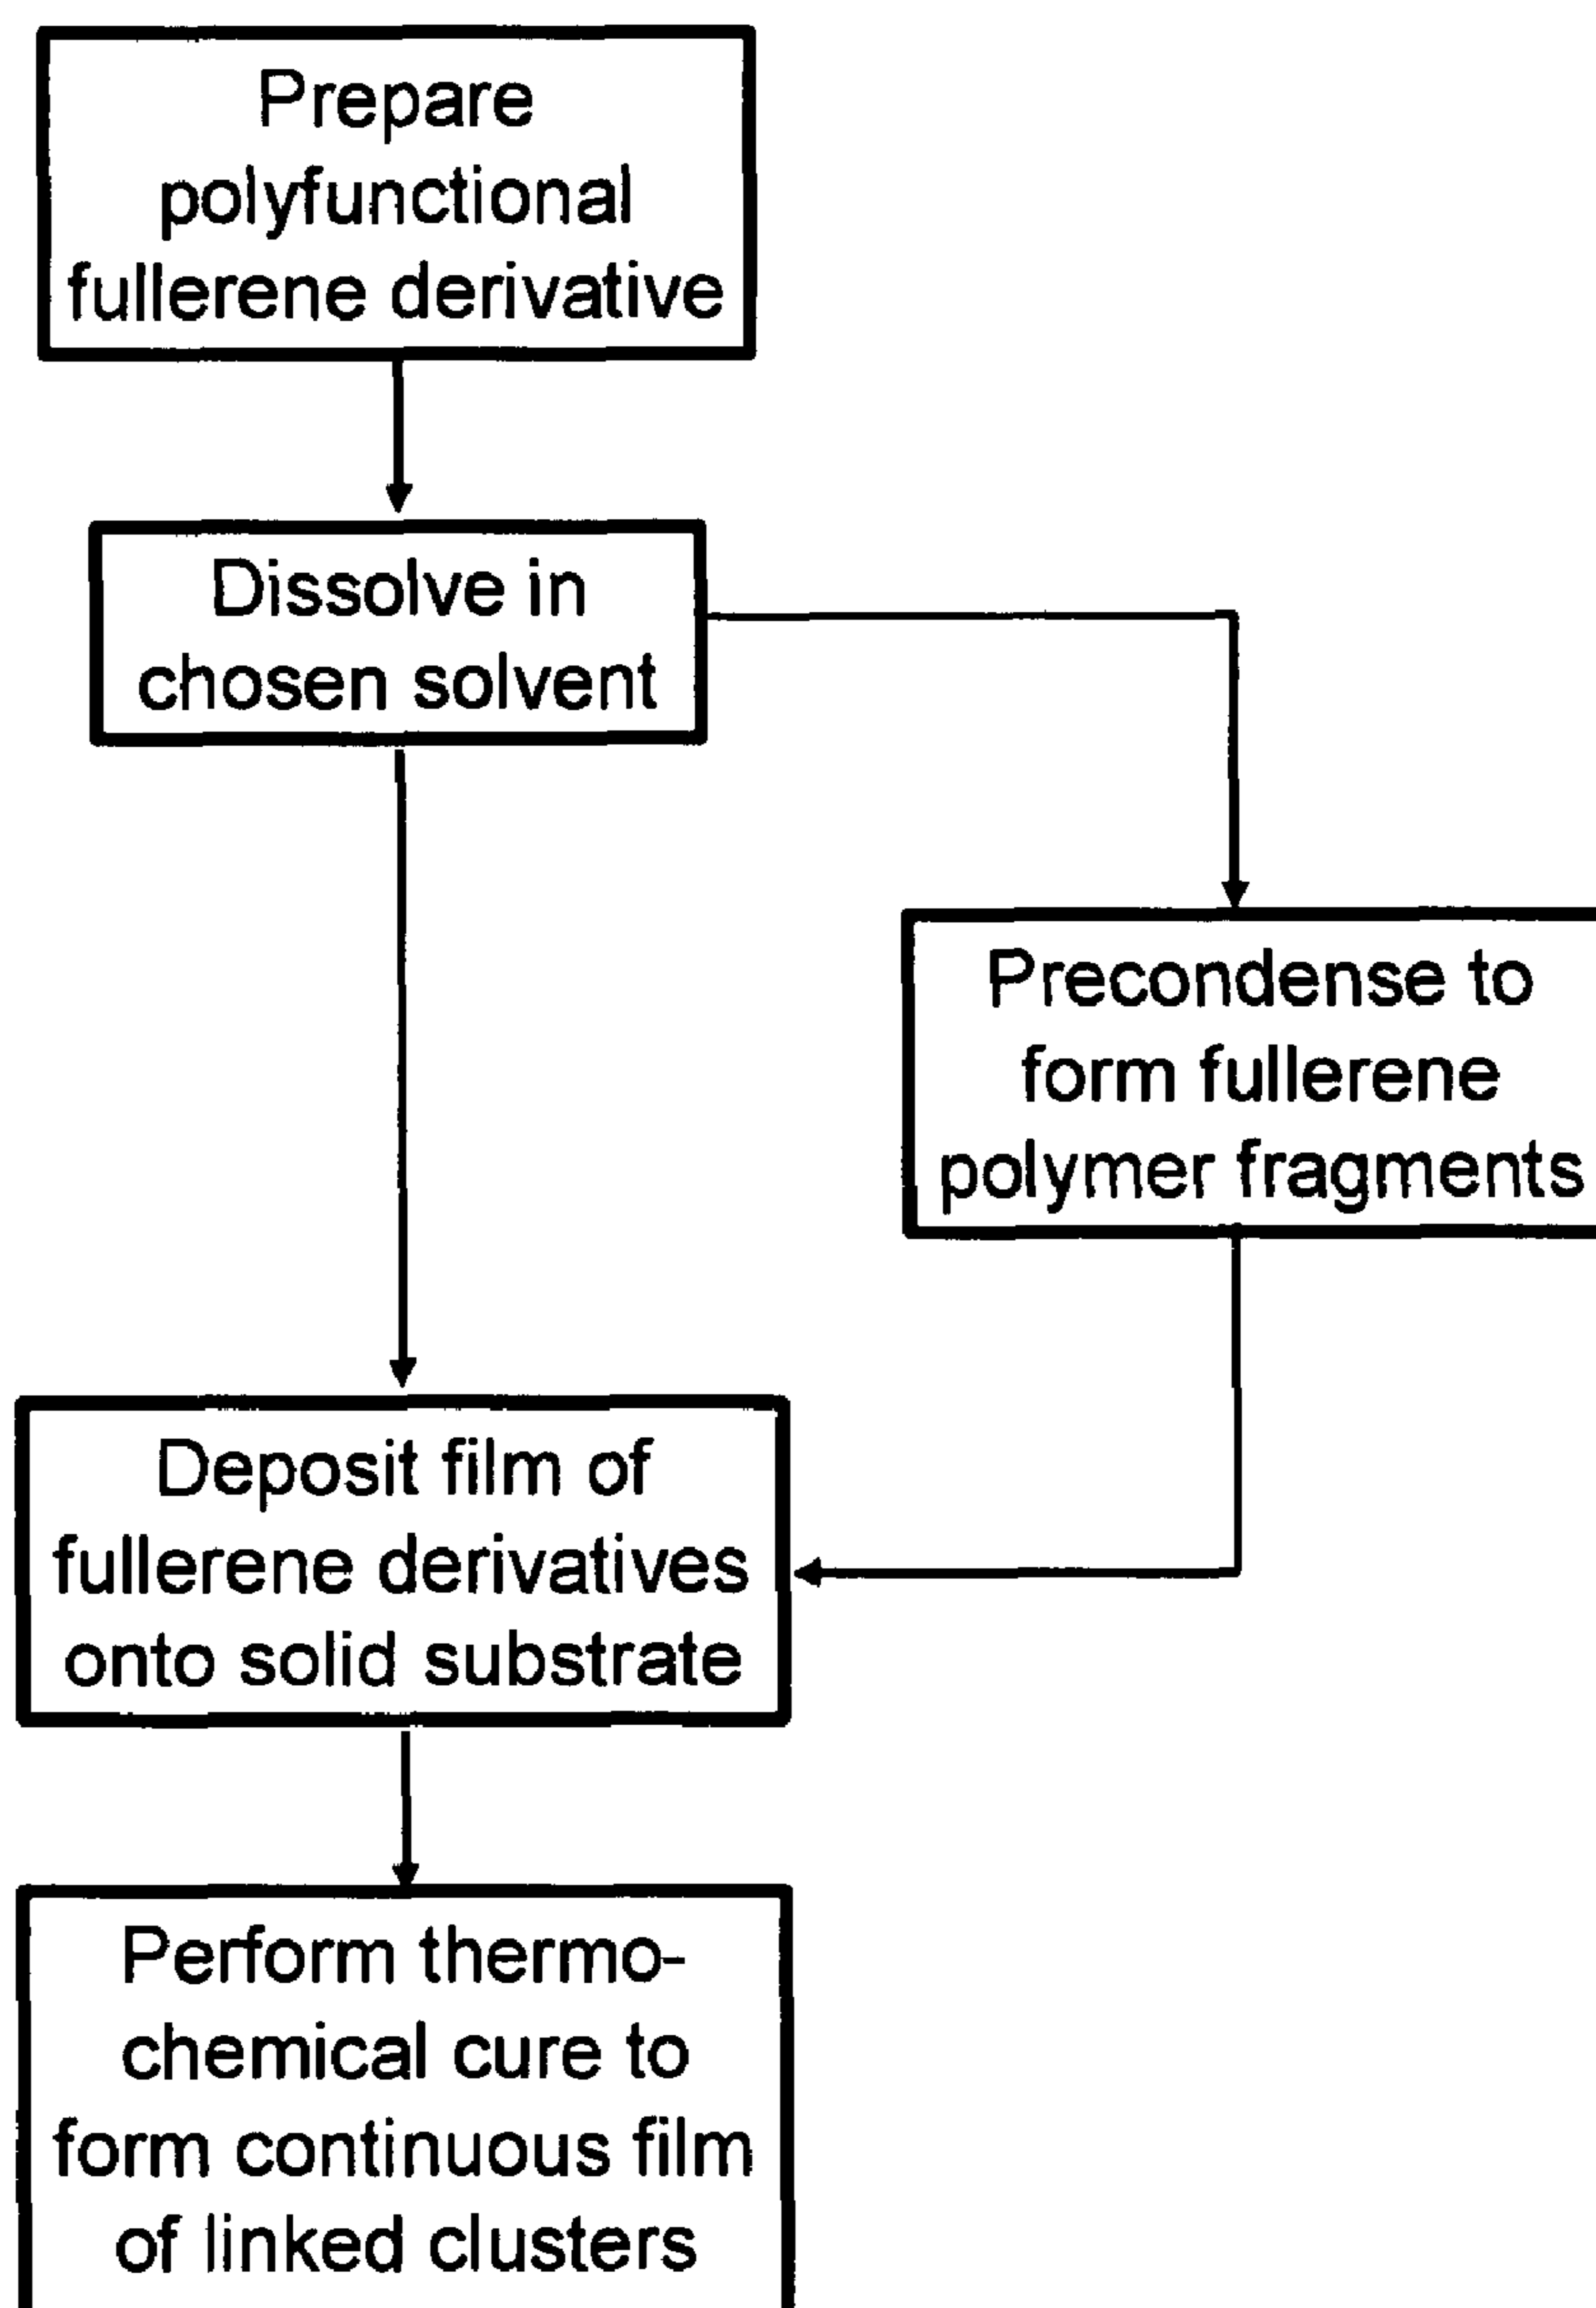 Prepare
polyfunctional
fullerene derivative
Dissolve in
chosen solvent
Precondense to
form fullerene
polymer fragments
Deposit film of
fullerene derivatives
onto solid substrate
Perform thermo-
chemical cure to
form continuous film
of linked clusters